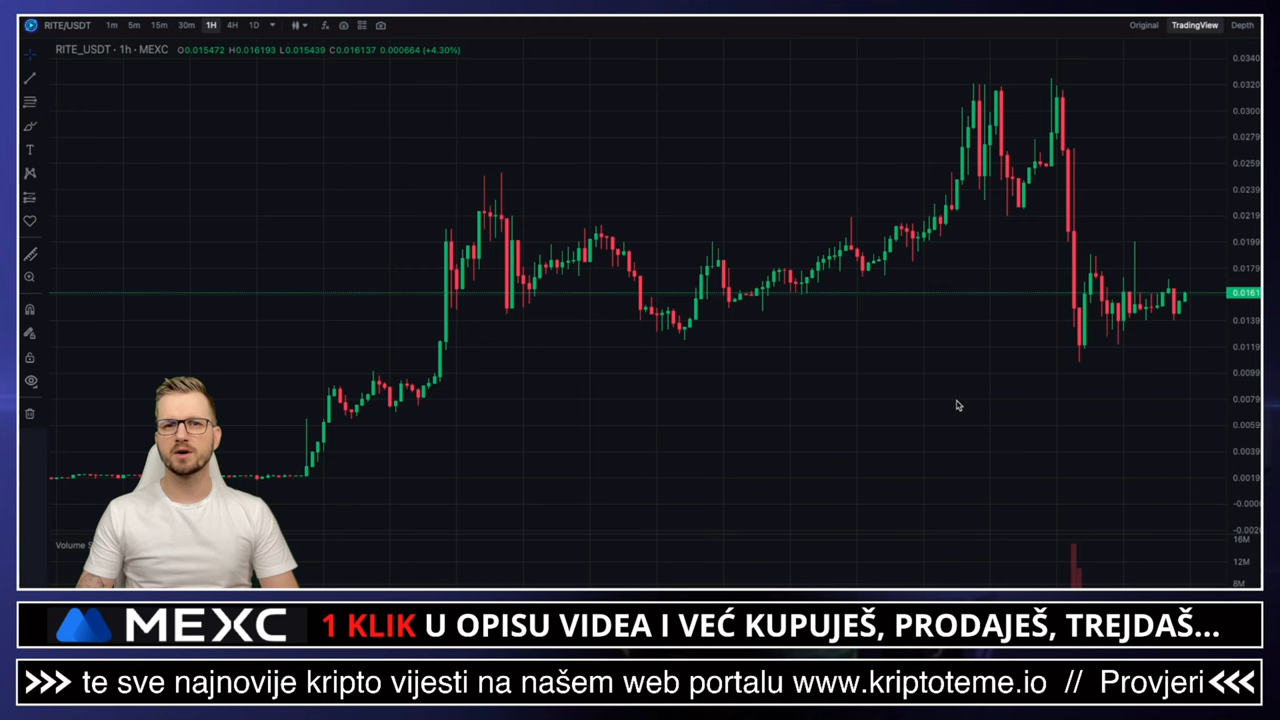 RITE/USDT 1m 5m 15m 30m 1H 4H 1D Original TradingView Depth
RITE_USDT · 1h · MEXC O0.015472 H0.016193 L0.015439 C0.016137 0.000664 (+4.30%)
0.0340
0.0320
0.0300
0.0279
0.0259
0.0239
0.0219
0.0199
0.0179
0.0161
0.0139
0.0119
0.0099
0.0079
0.0059
0.0039
0.0019
-0.000
-0.002
Volume S
16M
12M
8M
MEXC 1 KLIK U OPISU VIDEA I VEĆ KUPUJEŠ, PRODAJEŠ, TREJDAŠ...
>>> te sve najnovije kripto vijesti na našem web portalu www.kriptoteme.io // Provjeri <<<